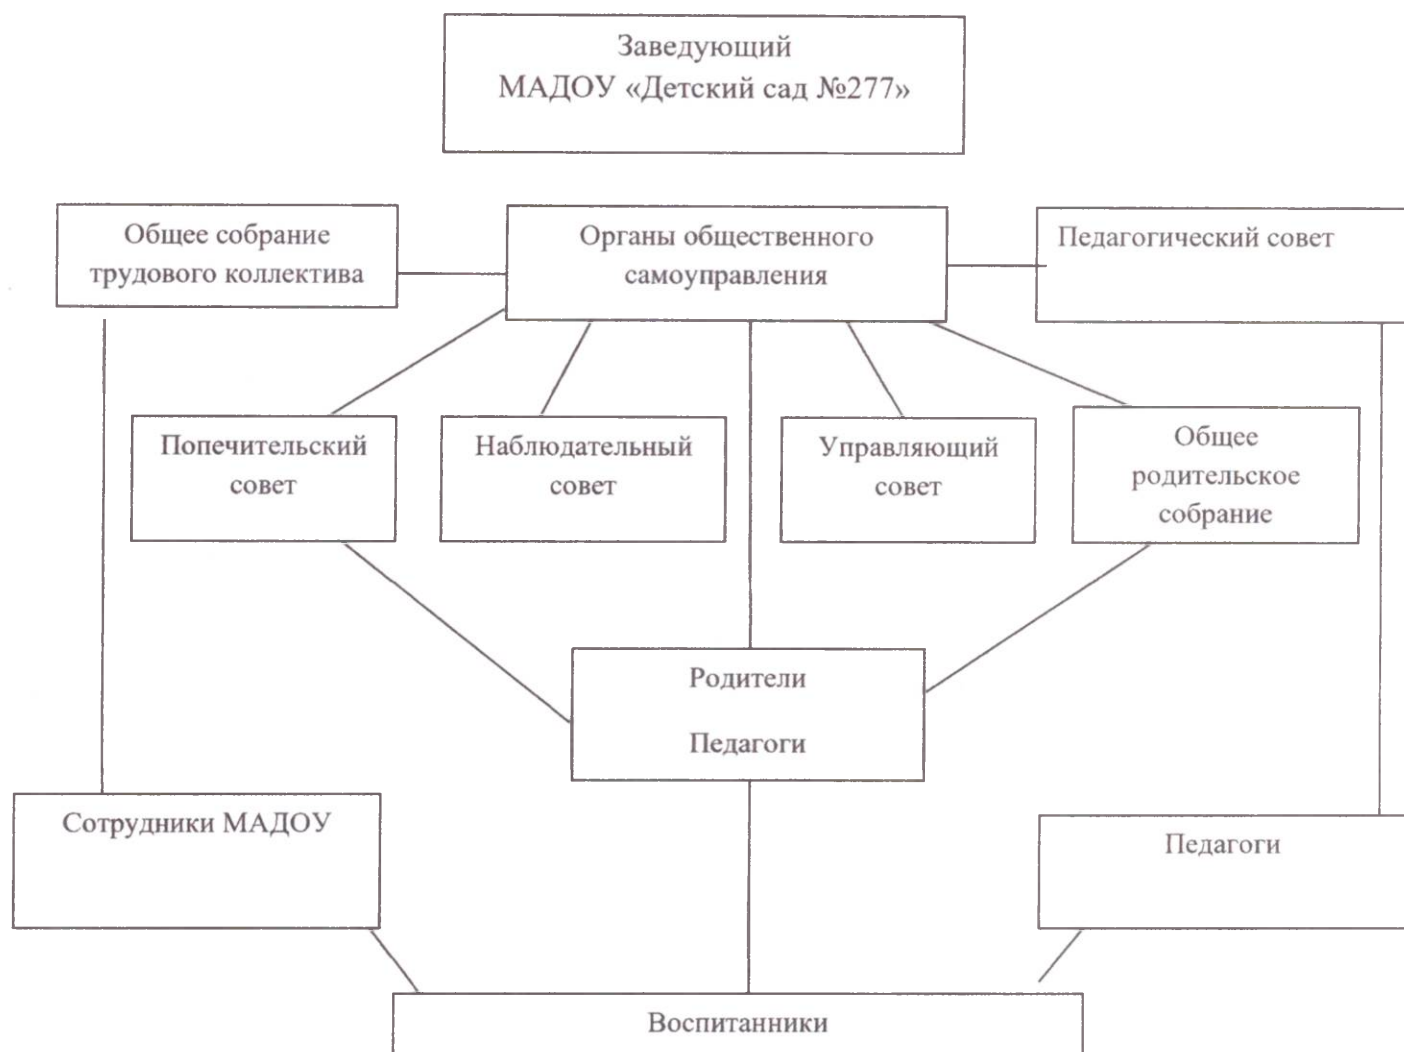 Заведующий
МАДОУ «Детский сад №277»
Общее собрание
трудового коллектива
Органы общественного
самоуправления
Педагогический совет
Попечительский
совет
Наблюдательный
совет
Управляющий
совет
Общее
родительское
собрание
Родители
Педагоги
Сотрудники МАДОУ
Педагоги
Воспитанники